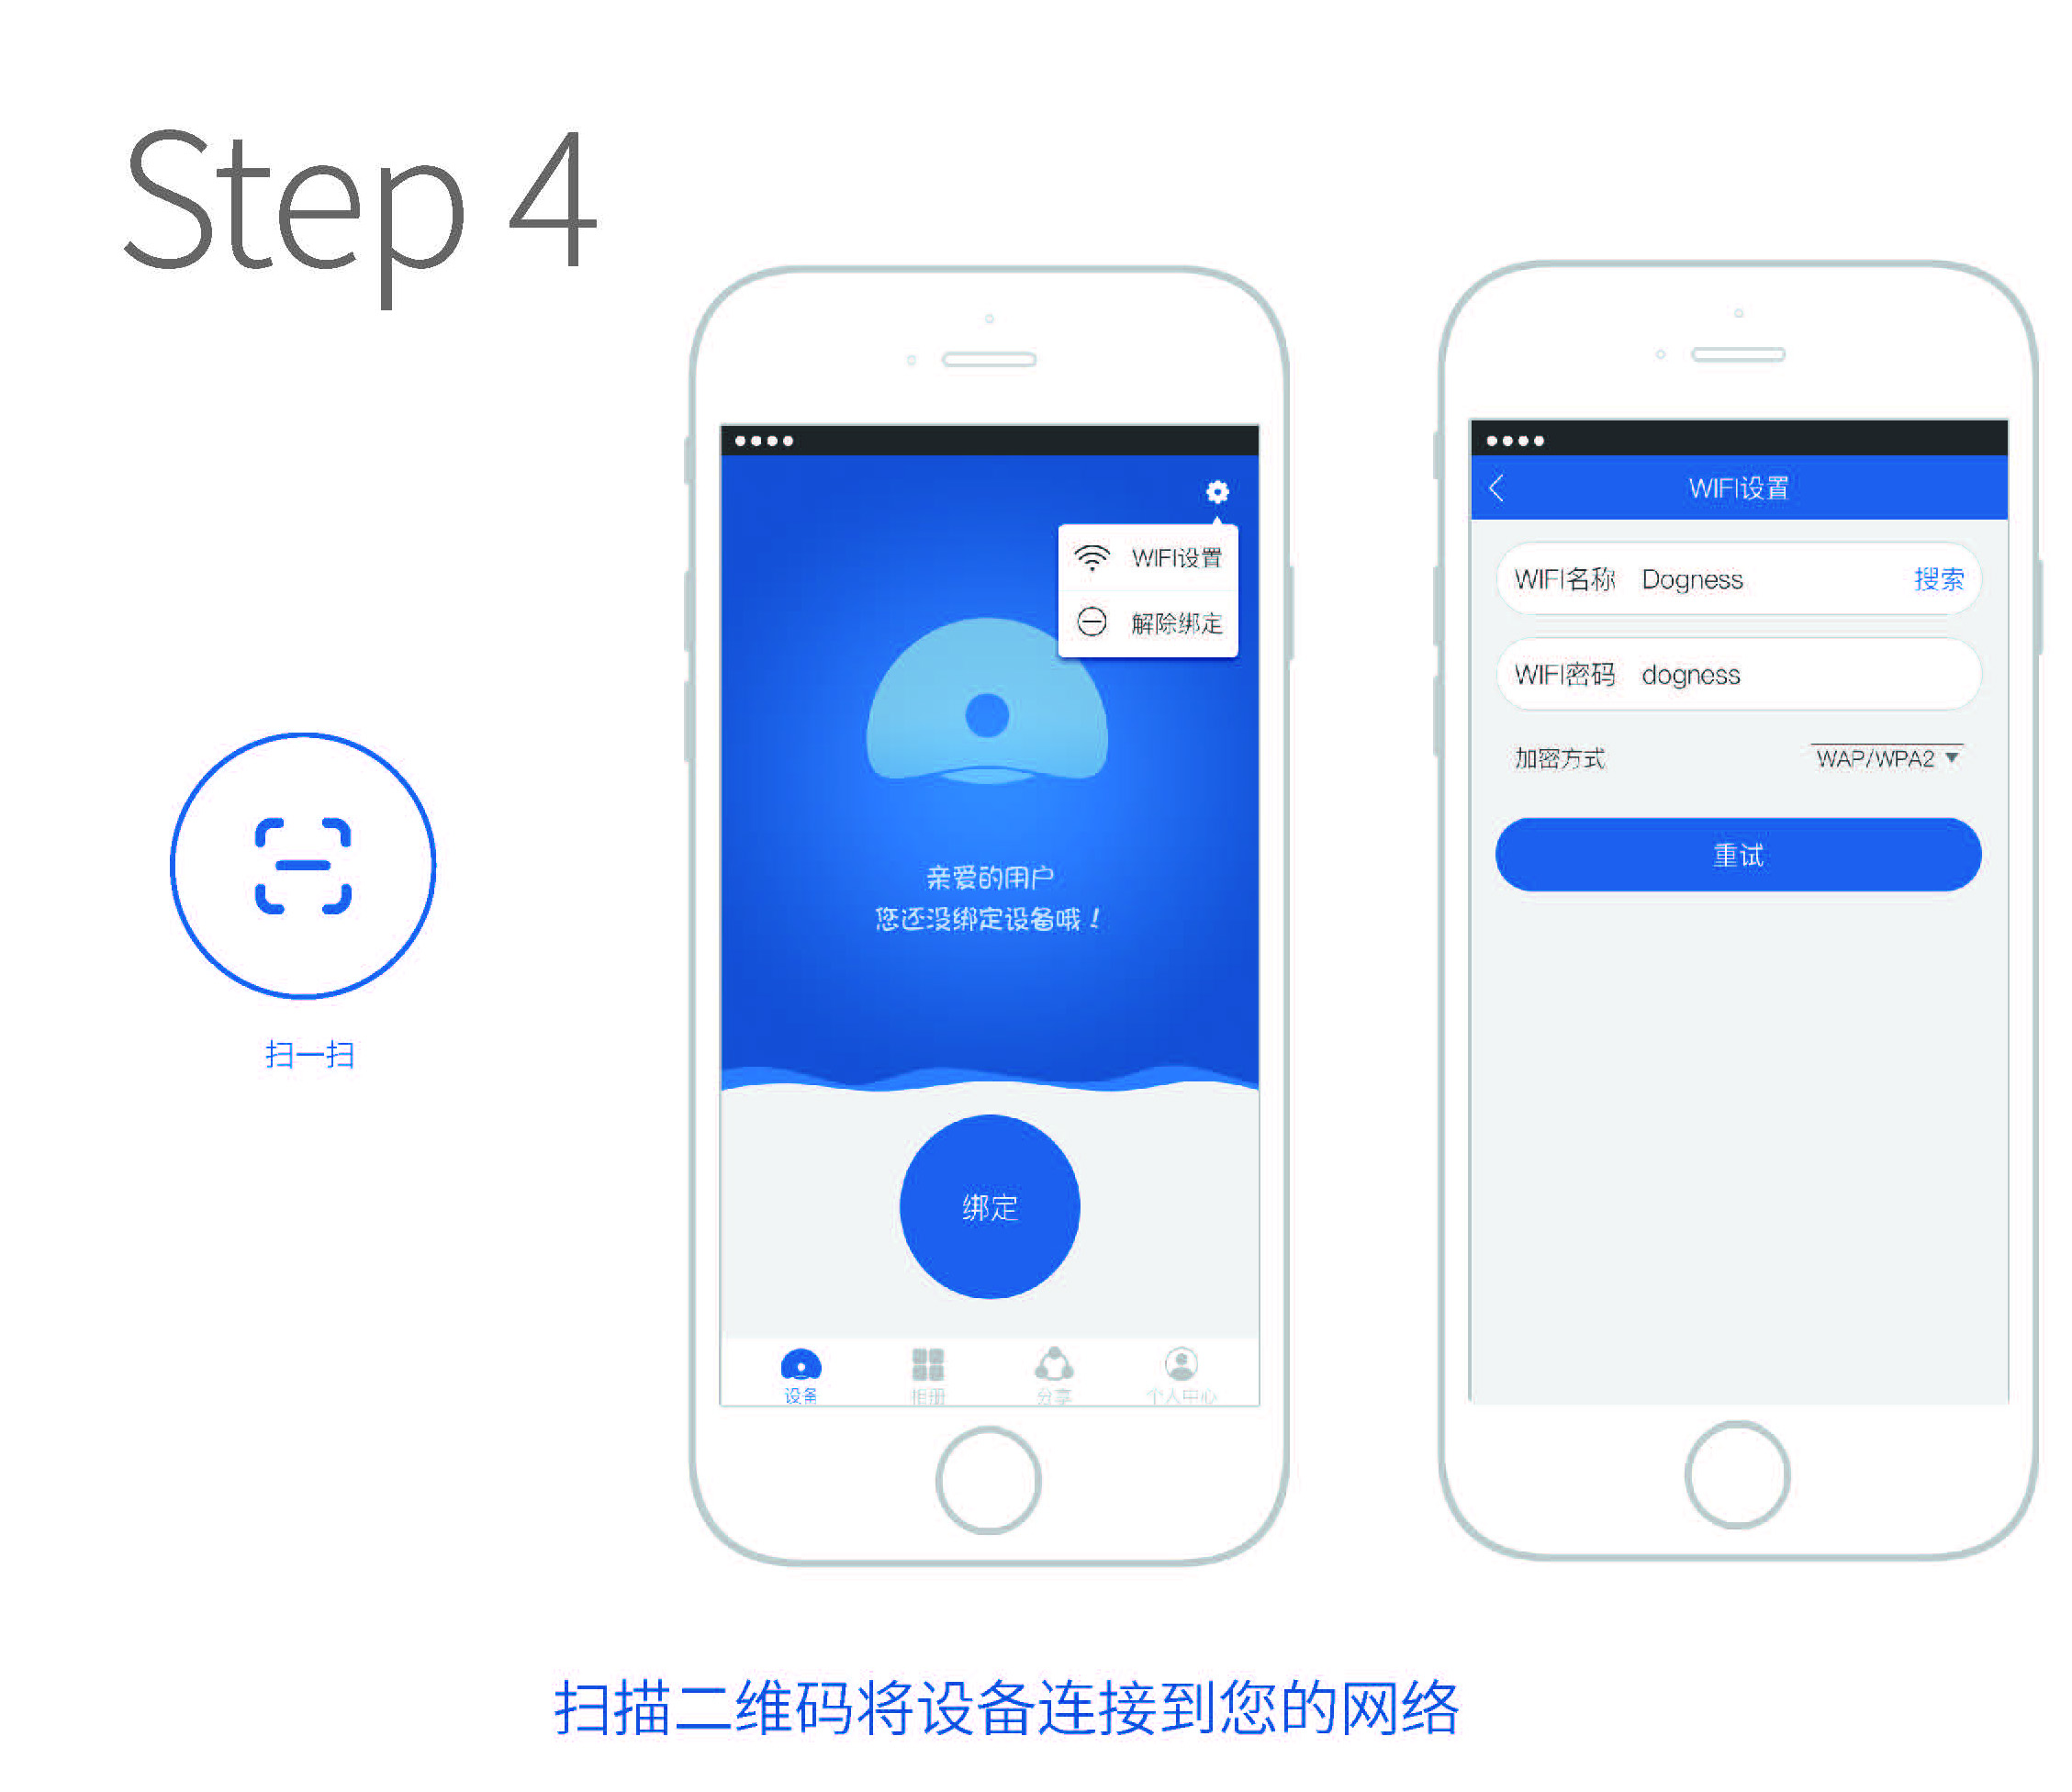 Step 4
扫一扫
WIFI设置
解除绑定
亲爱的用户
您还没绑定设备哦！
绑定
设备
相册
分享
个人中心
WIFI设置
WIFI名称 Dogness 搜索
WIFI密码 dogness
加密方式 WAP/WPA2
重试
扫描二维码将设备连接到您的网络